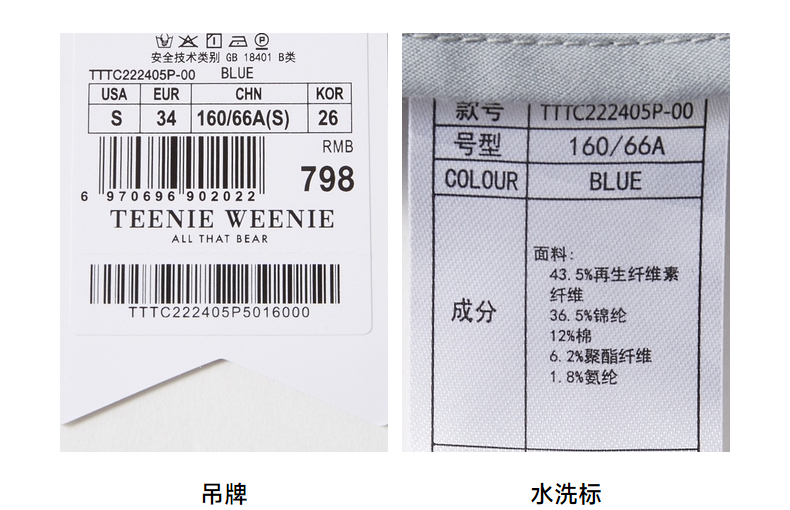 安全技术类别 GB 18401 B类
TTTC222405P-00 BLUE
USA EUR CHN KOR
S 34 160/66A(S) 26
RMB
798
6 970696 902022
TEENIE WEENIE
ALL THAT BEAR
TTTC222405P5016000
吊牌
款号 TTTC222405P-00
号型 160/66A
COLOUR BLUE
成分
面料:
43.5%再生纤维素
纤维
36.5%锦纶
12%棉
6.2%聚酯纤维
1.8%氨纶
水洗标